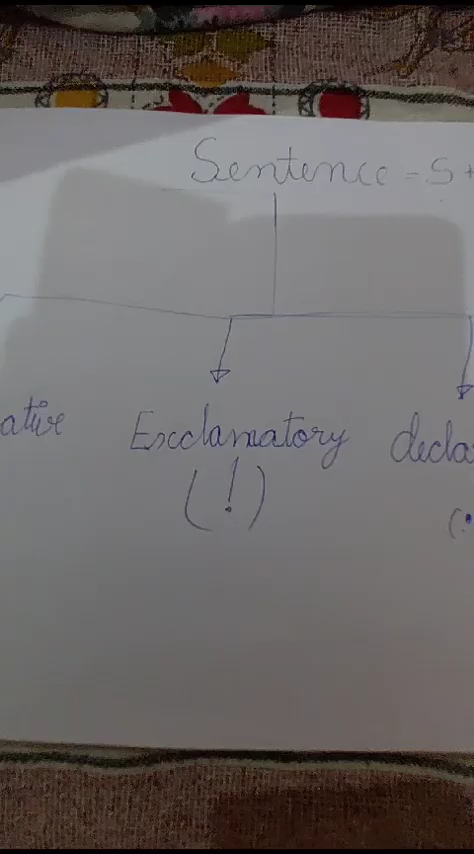 Sentence = S +
ative Exclamatory decla
(!) (.